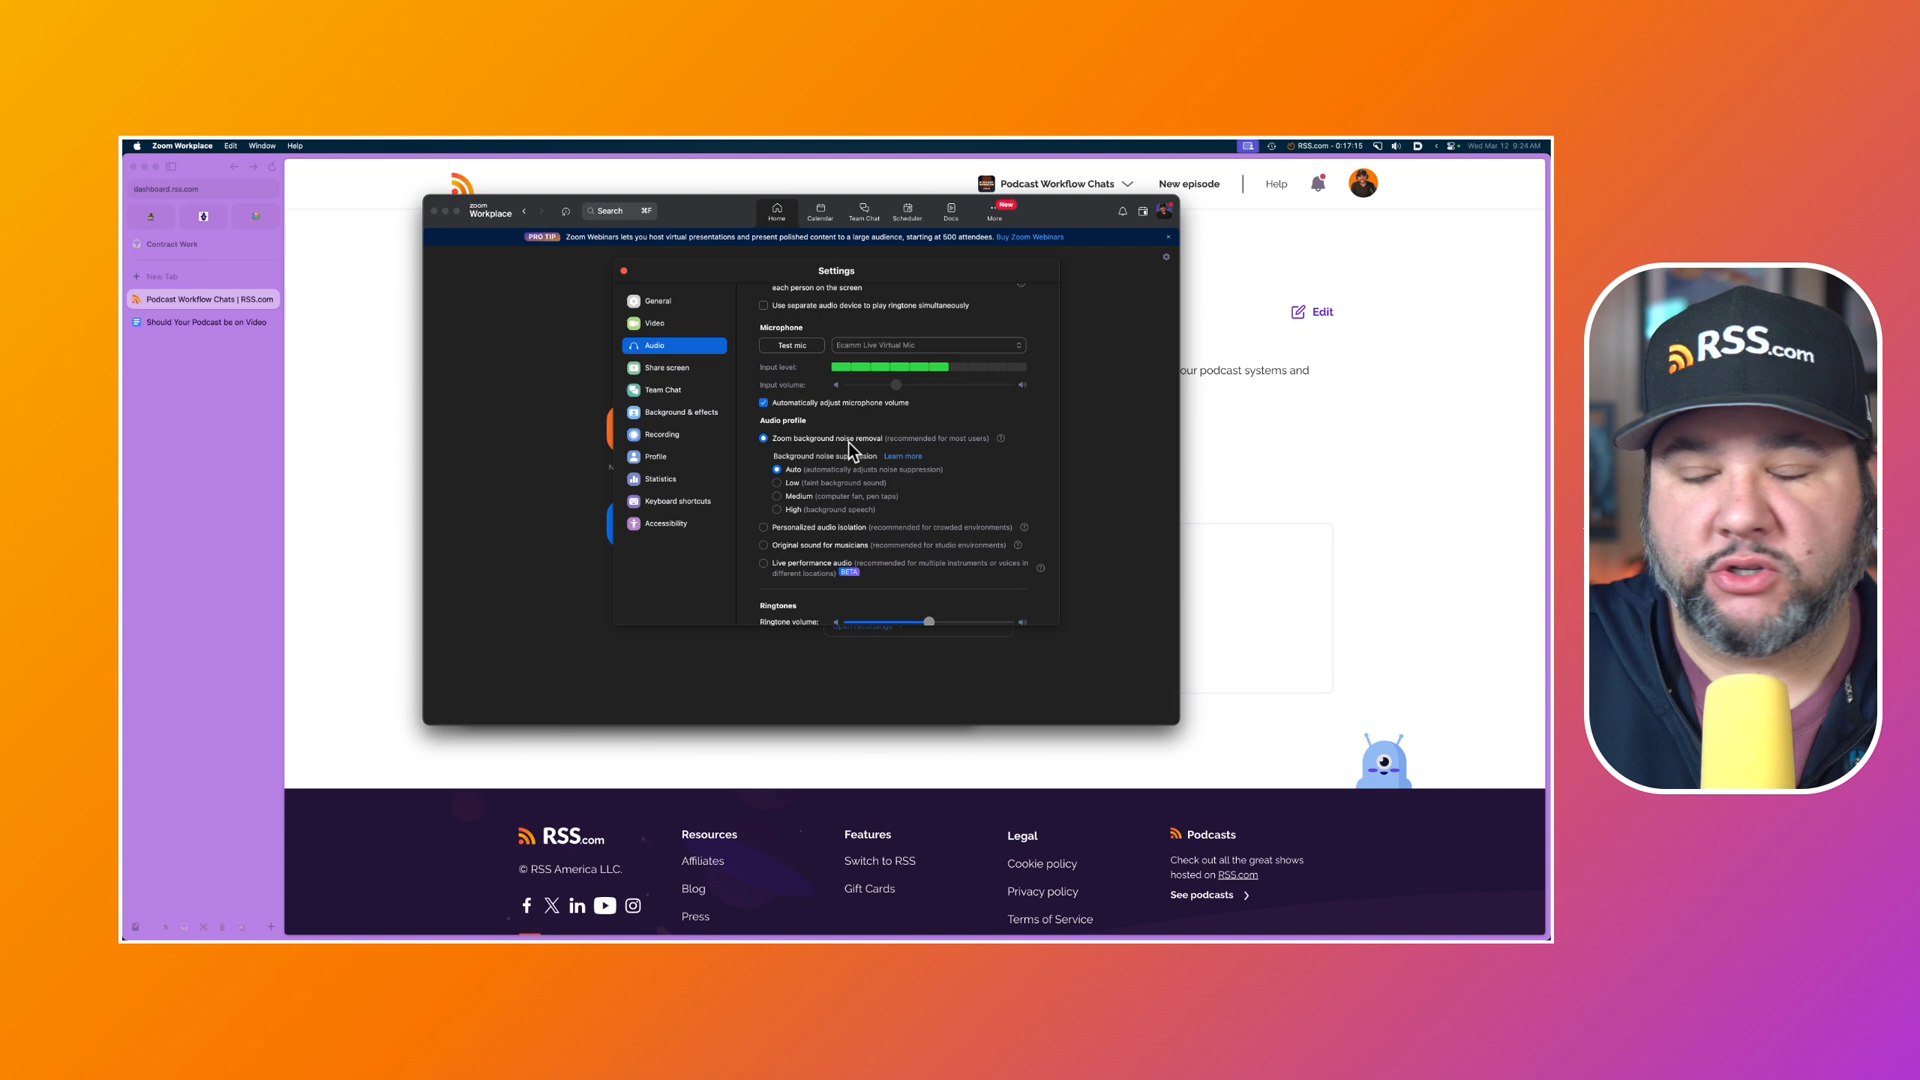 Zoom Workplace Edit Window Help
RSS.com - 0:17:15
Wed Mar 12 9:24 AM
dashboard.rss.com
Contract Work
New Tab
Podcast Workflow Chats | RSS.com
Should Your Podcast be on Video
Podcast Workflow Chats
New episode
Help
zoom
Workplace
Search ⌘F
Home
Calendar
Team Chat
Scheduler
Docs
More
New
PRO TIP Zoom Webinars lets you host virtual presentations and present polished content to a large audience, starting at 500 attendees. Buy Zoom Webinars
Settings
General
Video
Audio
Share screen
Team Chat
Background & effects
Recording
Profile
Statistics
Keyboard shortcuts
Accessibility
each person on the screen
Use separate audio device to play ringtone simultaneously
Microphone
Test mic
Ecamm Live Virtual Mic
Input level:
Input volume:
Automatically adjust microphone volume
Audio profile
Zoom background noise removal (recommended for most users)
Background noise suppression Learn more
Auto (automatically adjusts noise suppression)
Low (faint background sound)
Medium (computer fan, pen taps)
High (background speech)
Personalized audio isolation (recommended for crowded environments)
Original sound for musicians (recommended for studio environments)
Live performance audio (recommended for multiple instruments or voices in
different locations) BETA
Ringtones
Ringtone volume:
Open recordings
Edit
our podcast systems and
RSS.com
RSS.com
© RSS America LLC.
Resources
Affiliates
Blog
Press
Features
Switch to RSS
Gift Cards
Legal
Cookie policy
Privacy policy
Terms of Service
Podcasts
Check out all the great shows
hosted on RSS.com
See podcasts